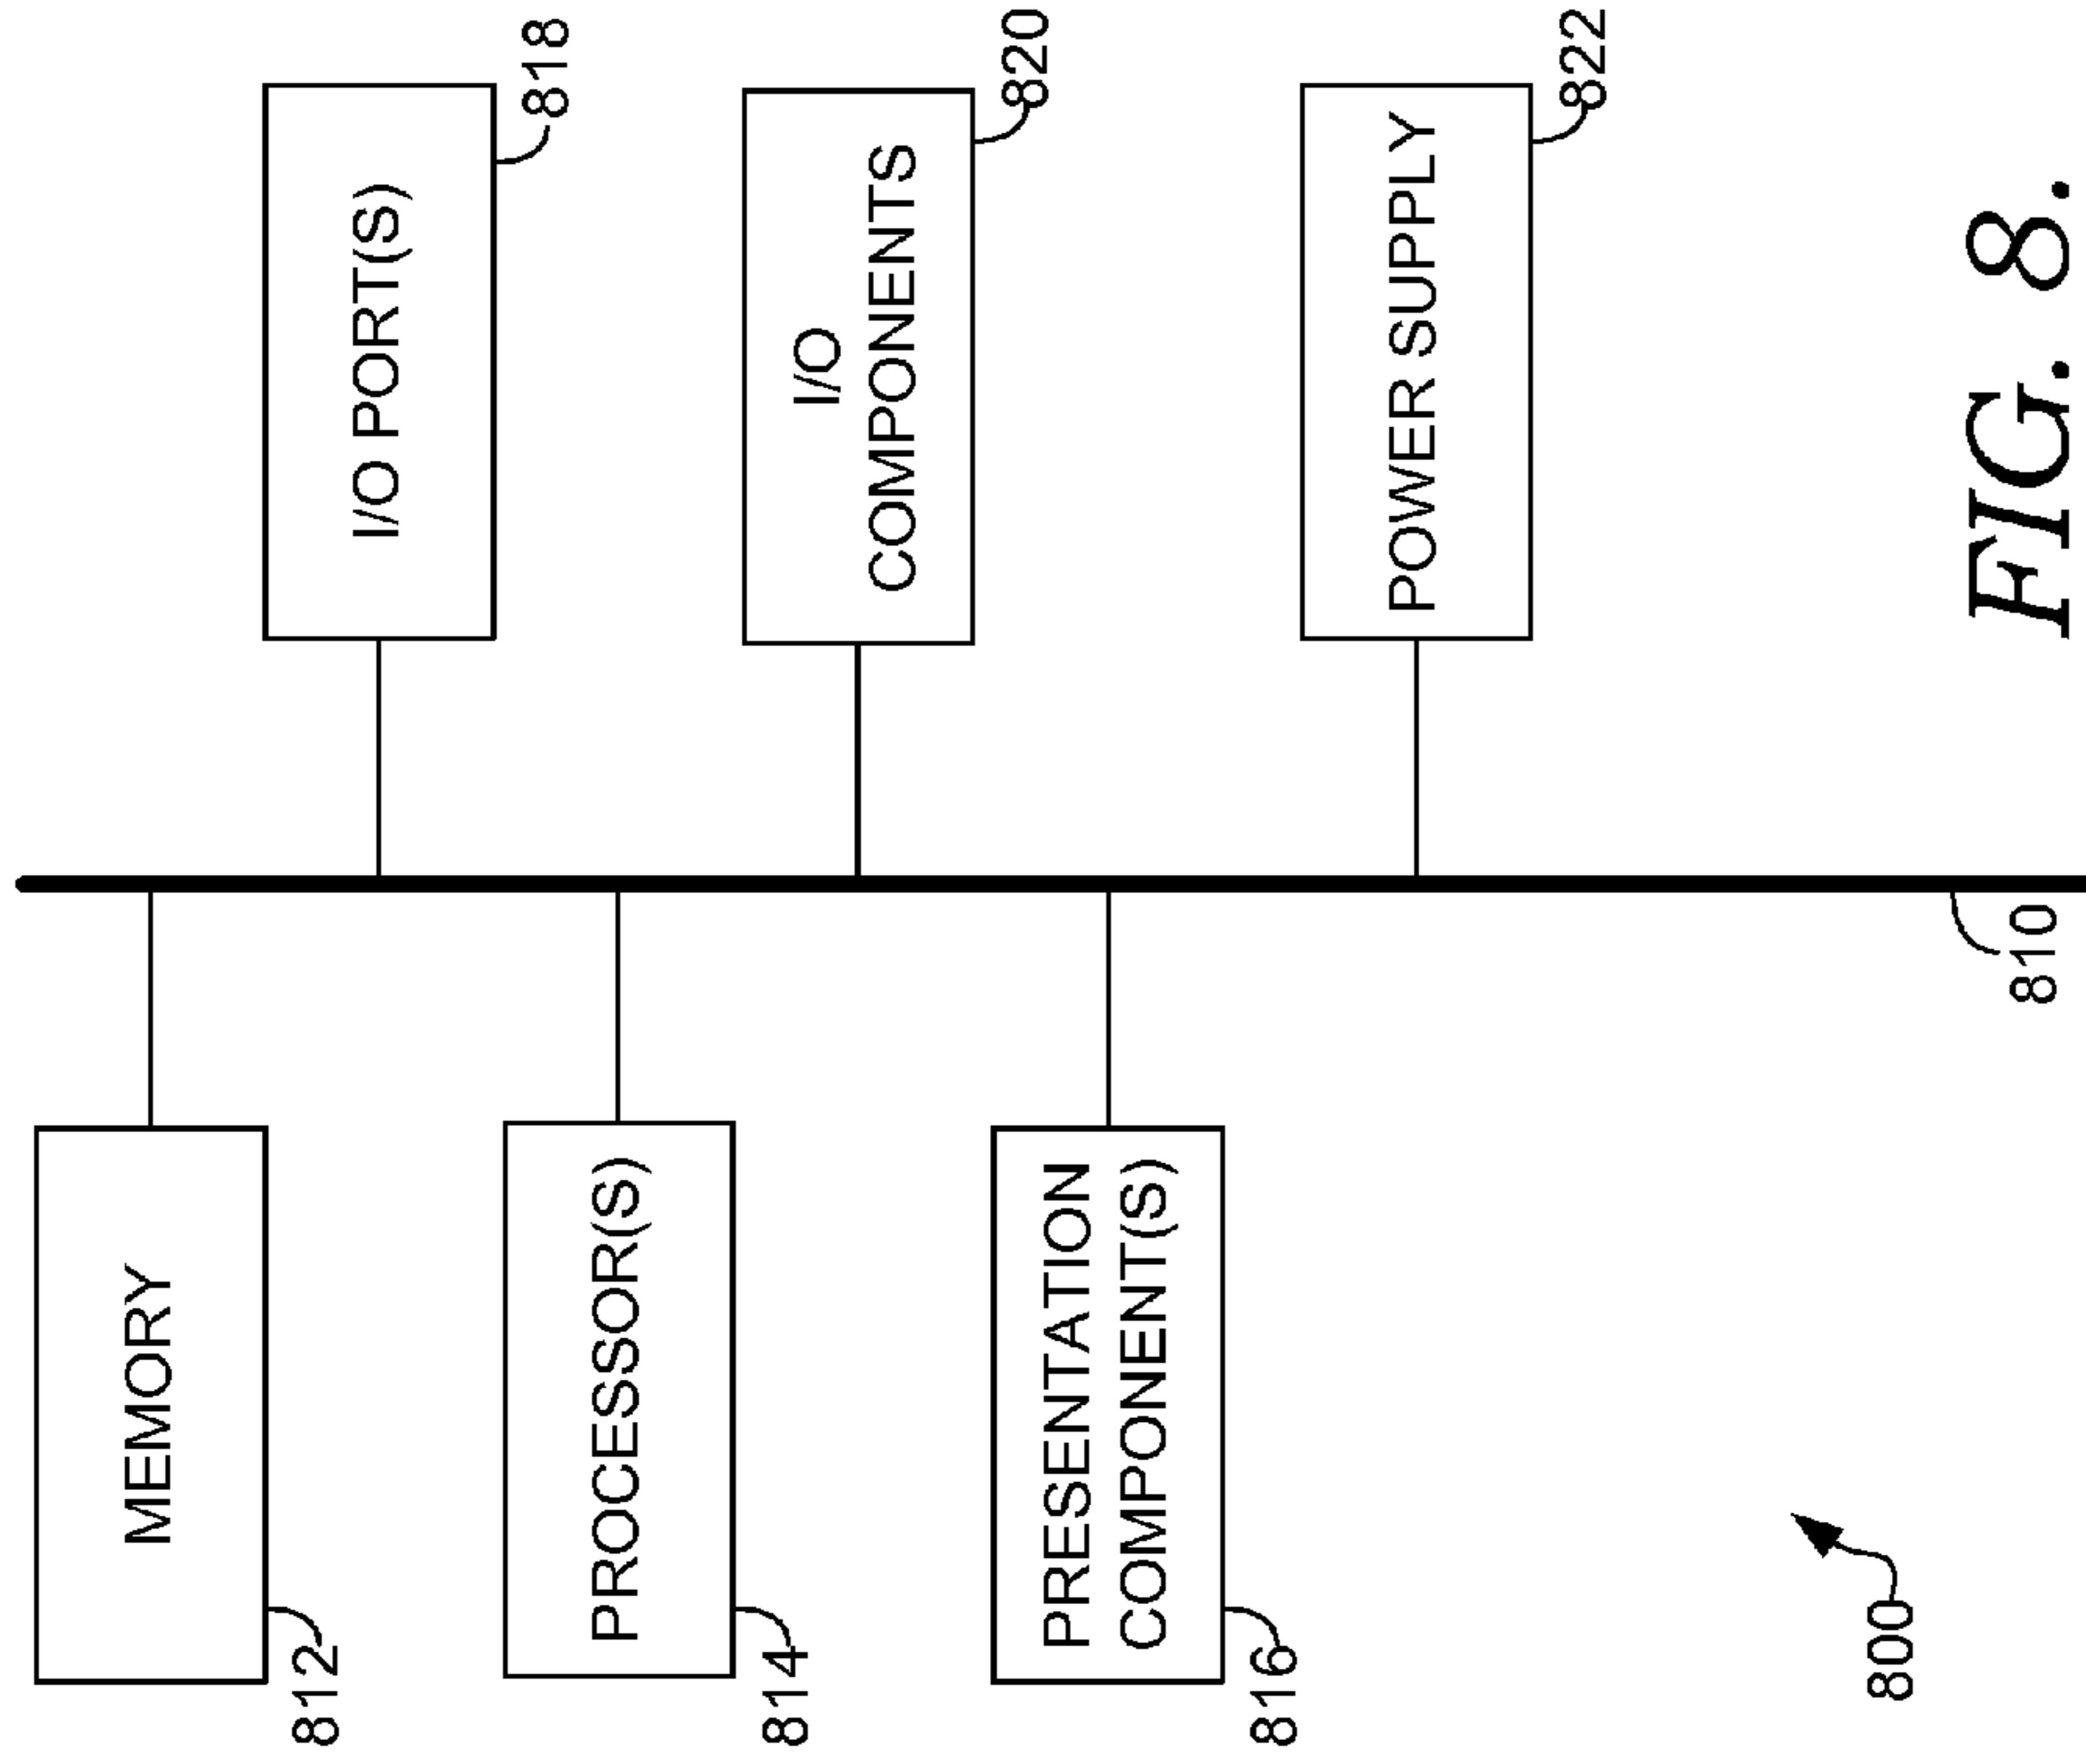 MEMORY
812
PROCESSOR(S)
814
PRESENTATION
COMPONENT(S)
816
800
I/O PORT(S)
818
I/O
COMPONENTS
820
POWER SUPPLY
822
810
FIG. 8.